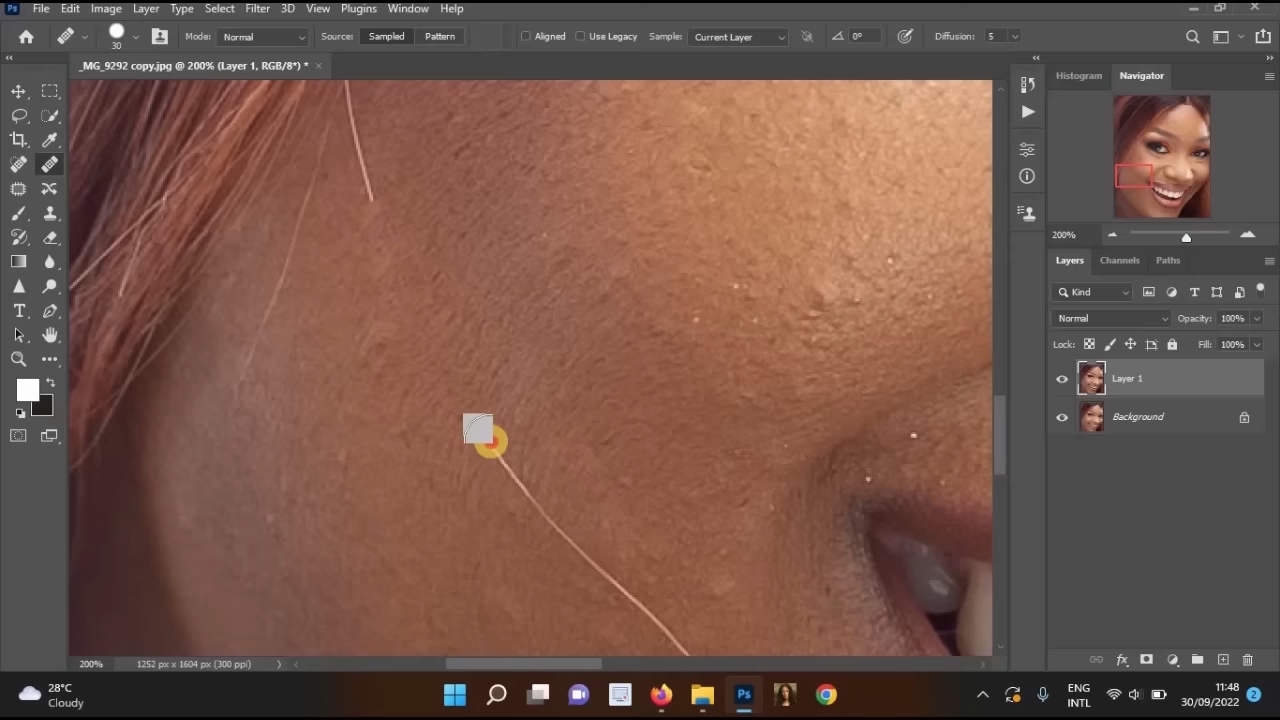 Ps File Edit Image Layer Type Select Filter 3D View Plugins Window Help
30 Mode: Normal Source: Sampled Pattern Aligned Use Legacy Sample: Current Layer 0° Diffusion: 5
_MG_9292 copy.jpg @ 200% (Layer 1, RGB/8*) *
Histogram Navigator
200%
Layers Channels Paths
Kind
Normal Opacity: 100%
Lock: Fill: 100%
Layer 1
Background
200% 1252 px x 1604 px (300 ppi)
28°C
Cloudy
Ps
ENG
INTL
11:48
30/09/2022
2